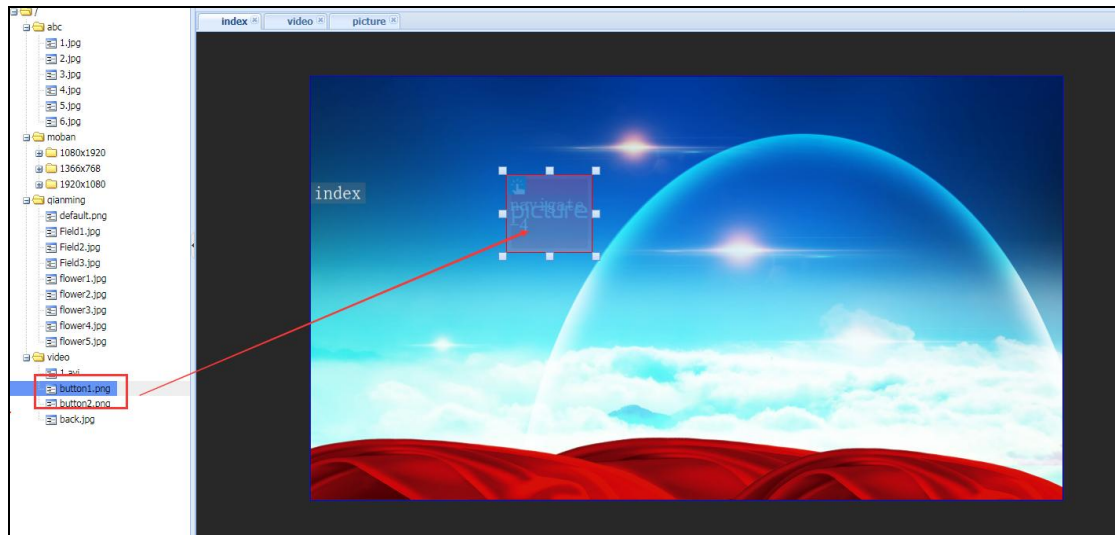 /
abc
1.jpg
2.jpg
3.jpg
4.jpg
5.jpg
6.jpg
moban
1080x1920
1366x768
1920x1080
qianming
default.png
Field1.jpg
Field2.jpg
Field3.jpg
flower1.jpg
flower2.jpg
flower3.jpg
flower4.jpg
flower5.jpg
video
1.avi
button1.png
button2.png
back.jpg
index video picture
index
navigate
picture
4